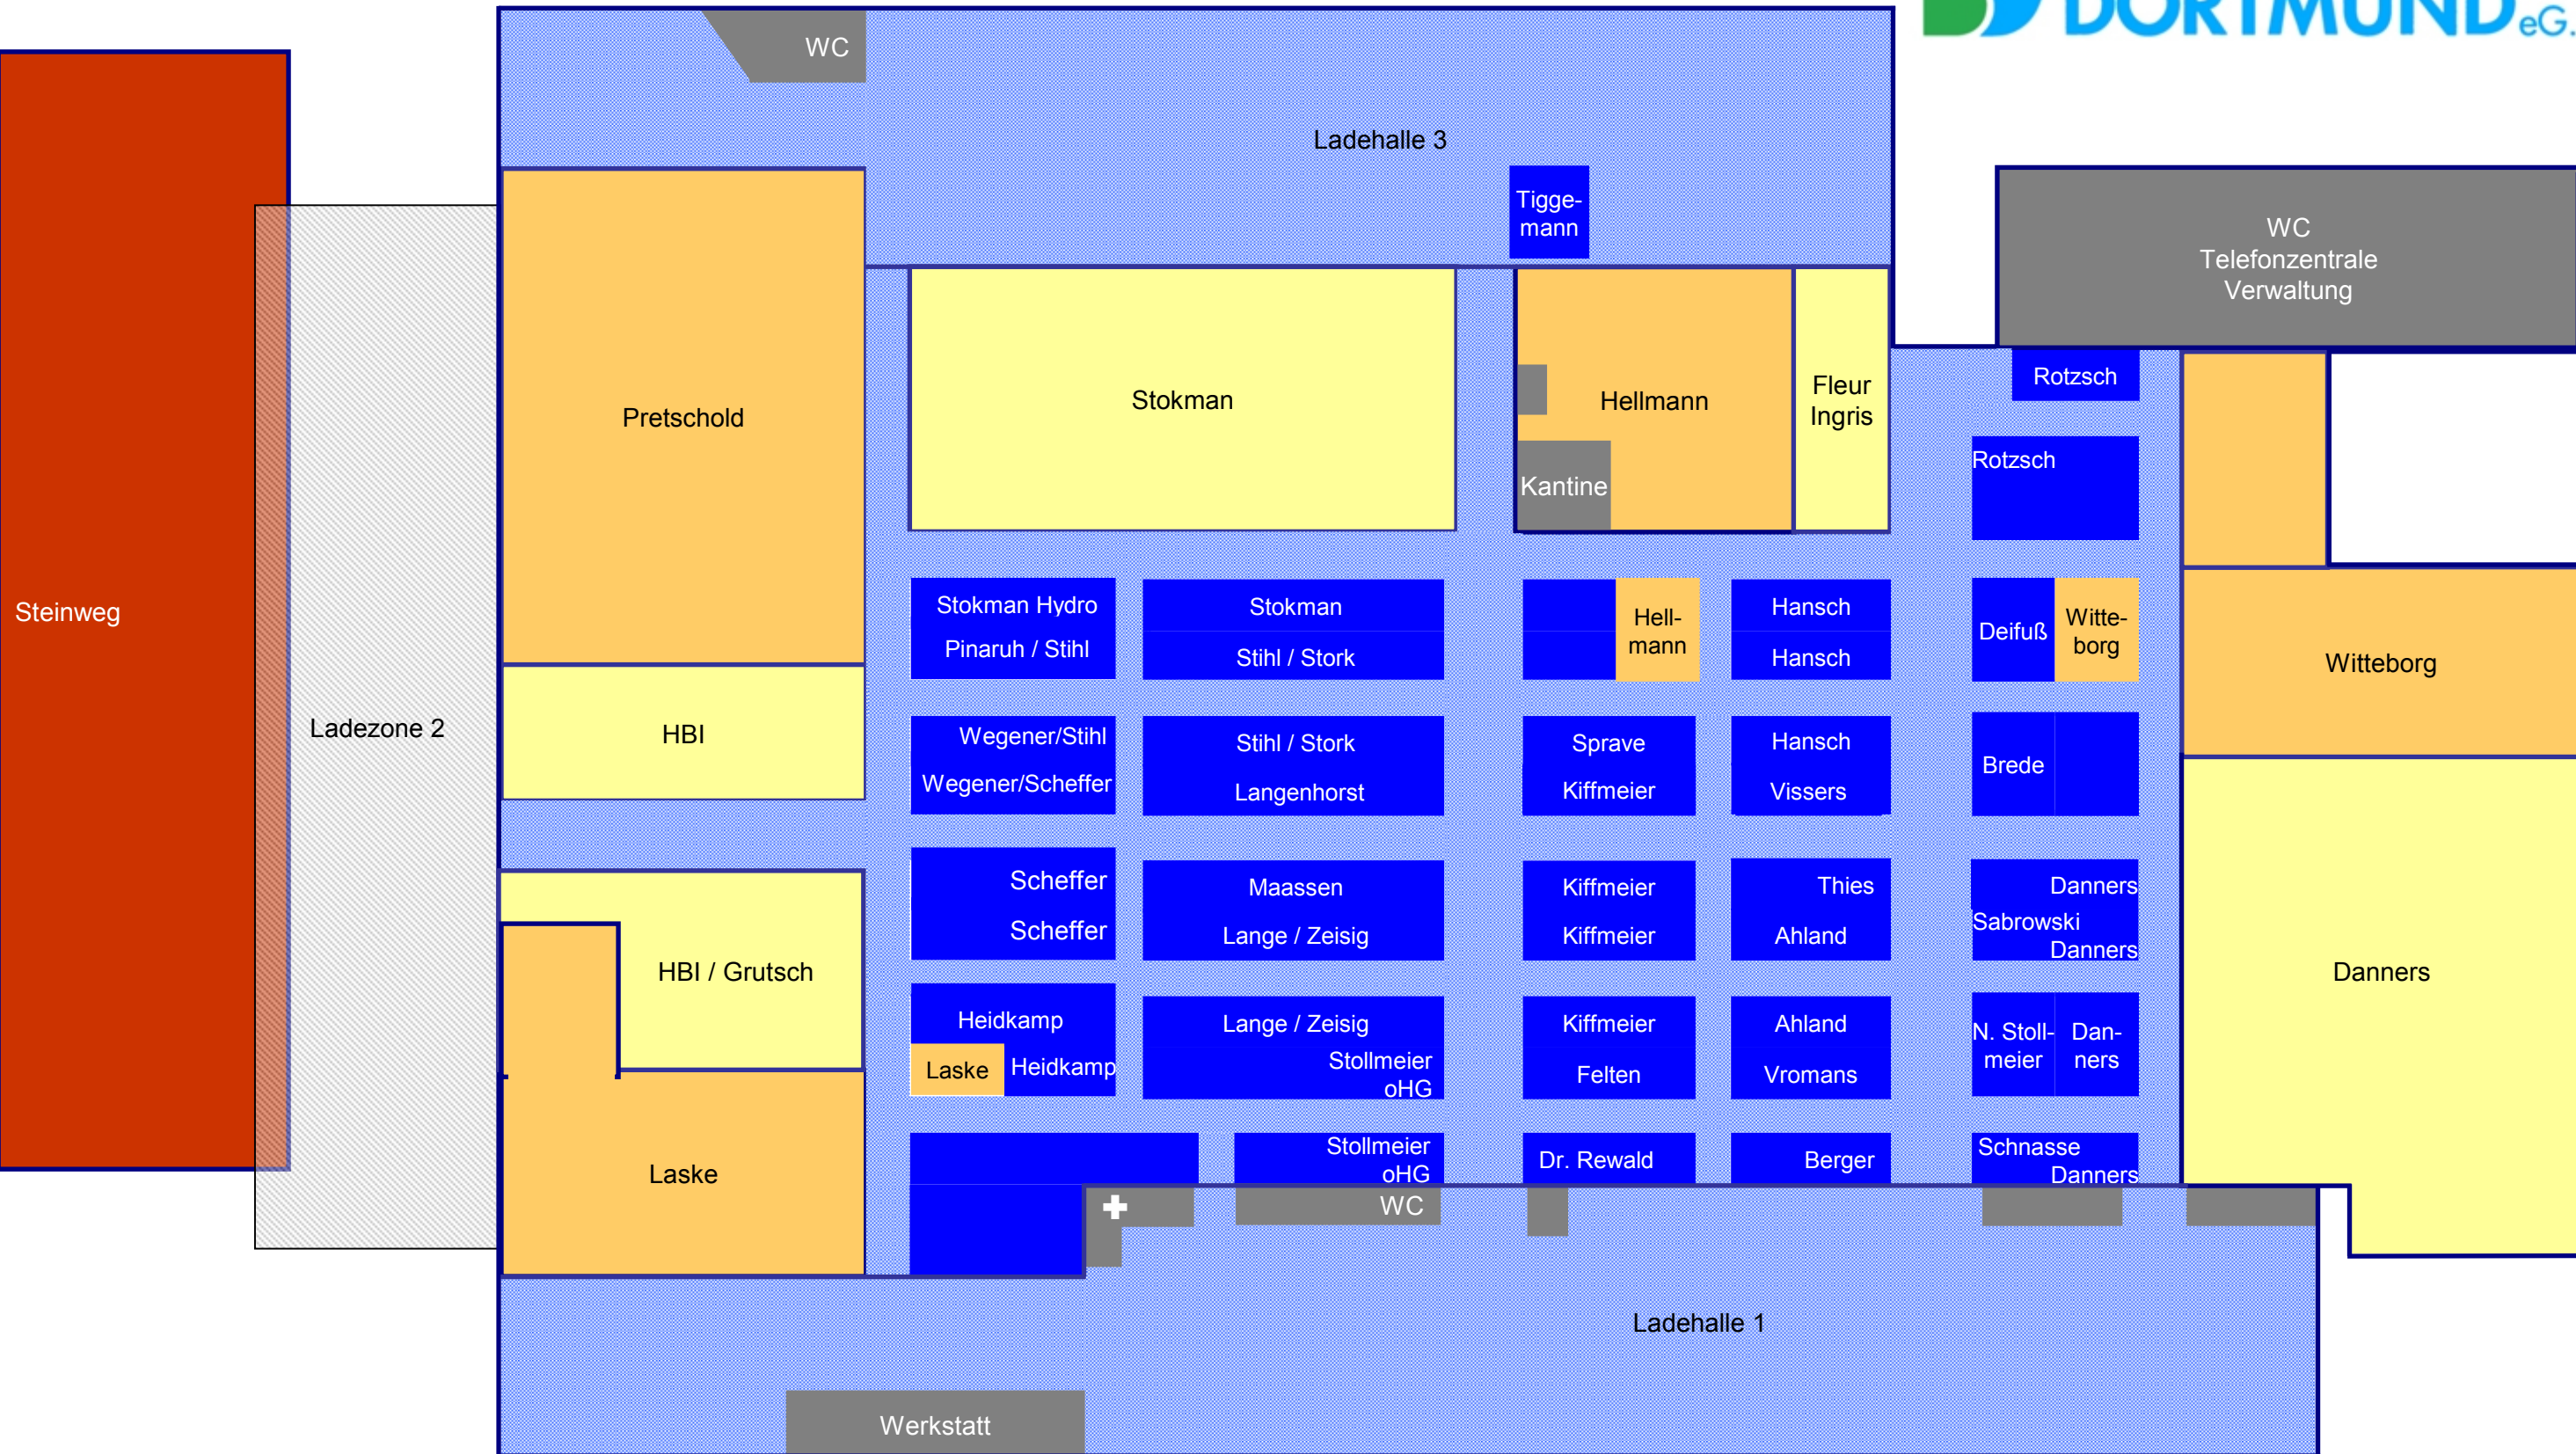 DORTMUND eG.
WC
Ladehalle 3
Tigge-
mann
WC
Telefonzentrale
Verwaltung
Steinweg
Ladezone 2
Pretschold
Stokman
Hellmann
Kantine
Fleur
Ingris
Rotzsch
Rotzsch
HBI
Stokman Hydro
Pinaruh / Stihl
Stokman
Stihl / Stork
Hell-
mann
Hansch
Hansch
Deifuß
Witte-
borg
Witteborg
Wegener/Stihl
Wegener/Scheffer
Stihl / Stork
Langenhorst
Sprave
Kiffmeier
Hansch
Vissers
Brede
HBI / Grutsch
Scheffer
Scheffer
Maassen
Lange / Zeisig
Kiffmeier
Kiffmeier
Thies
Ahland
Danners
Sabrowski
Danners
Danners
Heidkamp
Laske
Heidkamp
Lange / Zeisig
Stollmeier
oHG
Kiffmeier
Felten
Ahland
Vromans
N. Stoll-
meier
Dan-
ners
Laske
Stollmeier
oHG
Dr. Rewald
Berger
Schnasse
Danners
WC
Ladehalle 1
Werkstatt